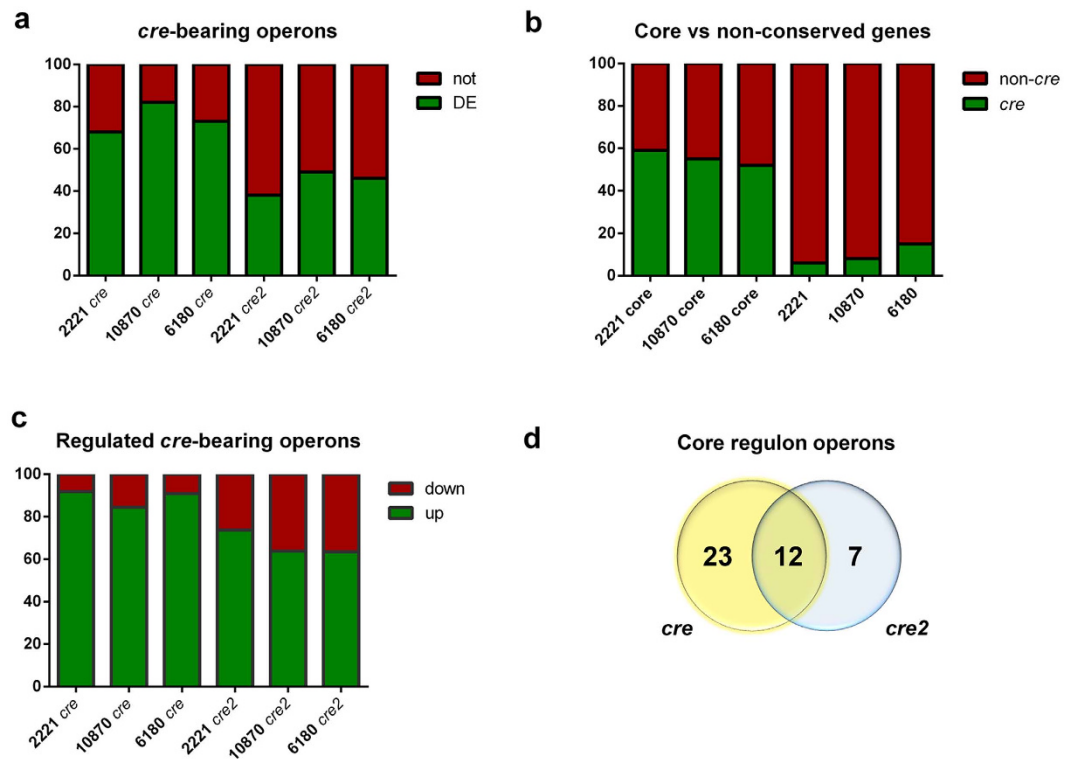 a
cre-bearing operons
100
80
60
40
20
0
not
DE
2221 cre
10870 cre
6180 cre
2221 cre2
10870 cre2
6180 cre2
b
Core vs non-conserved genes
100
80
60
40
20
0
non-cre
cre
2221 core
10870 core
6180 core
2221
10870
6180
c
Regulated cre-bearing operons
100
80
60
40
20
0
down
up
2221 cre
10870 cre
6180 cre
2221 cre2
10870 cre2
6180 cre2
d
Core regulon operons
23 12 7
cre cre2